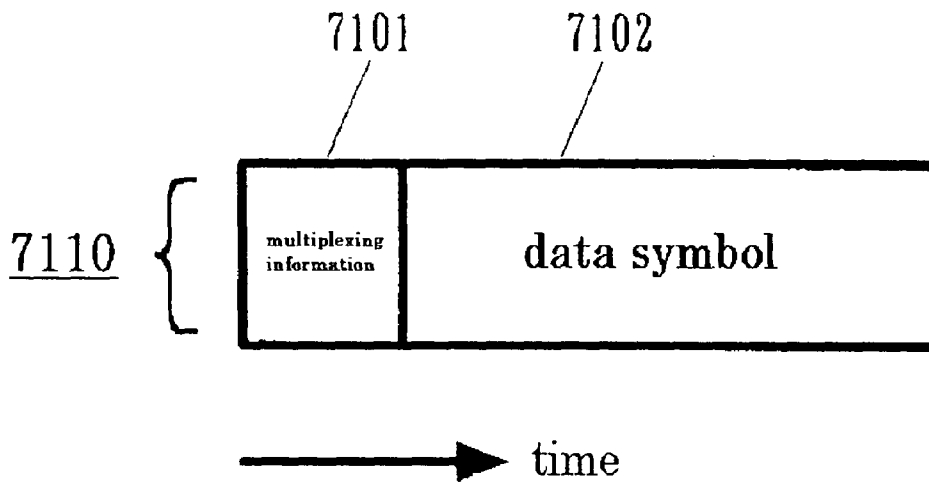 7101 7102
7110
multiplexing
information
data symbol
time